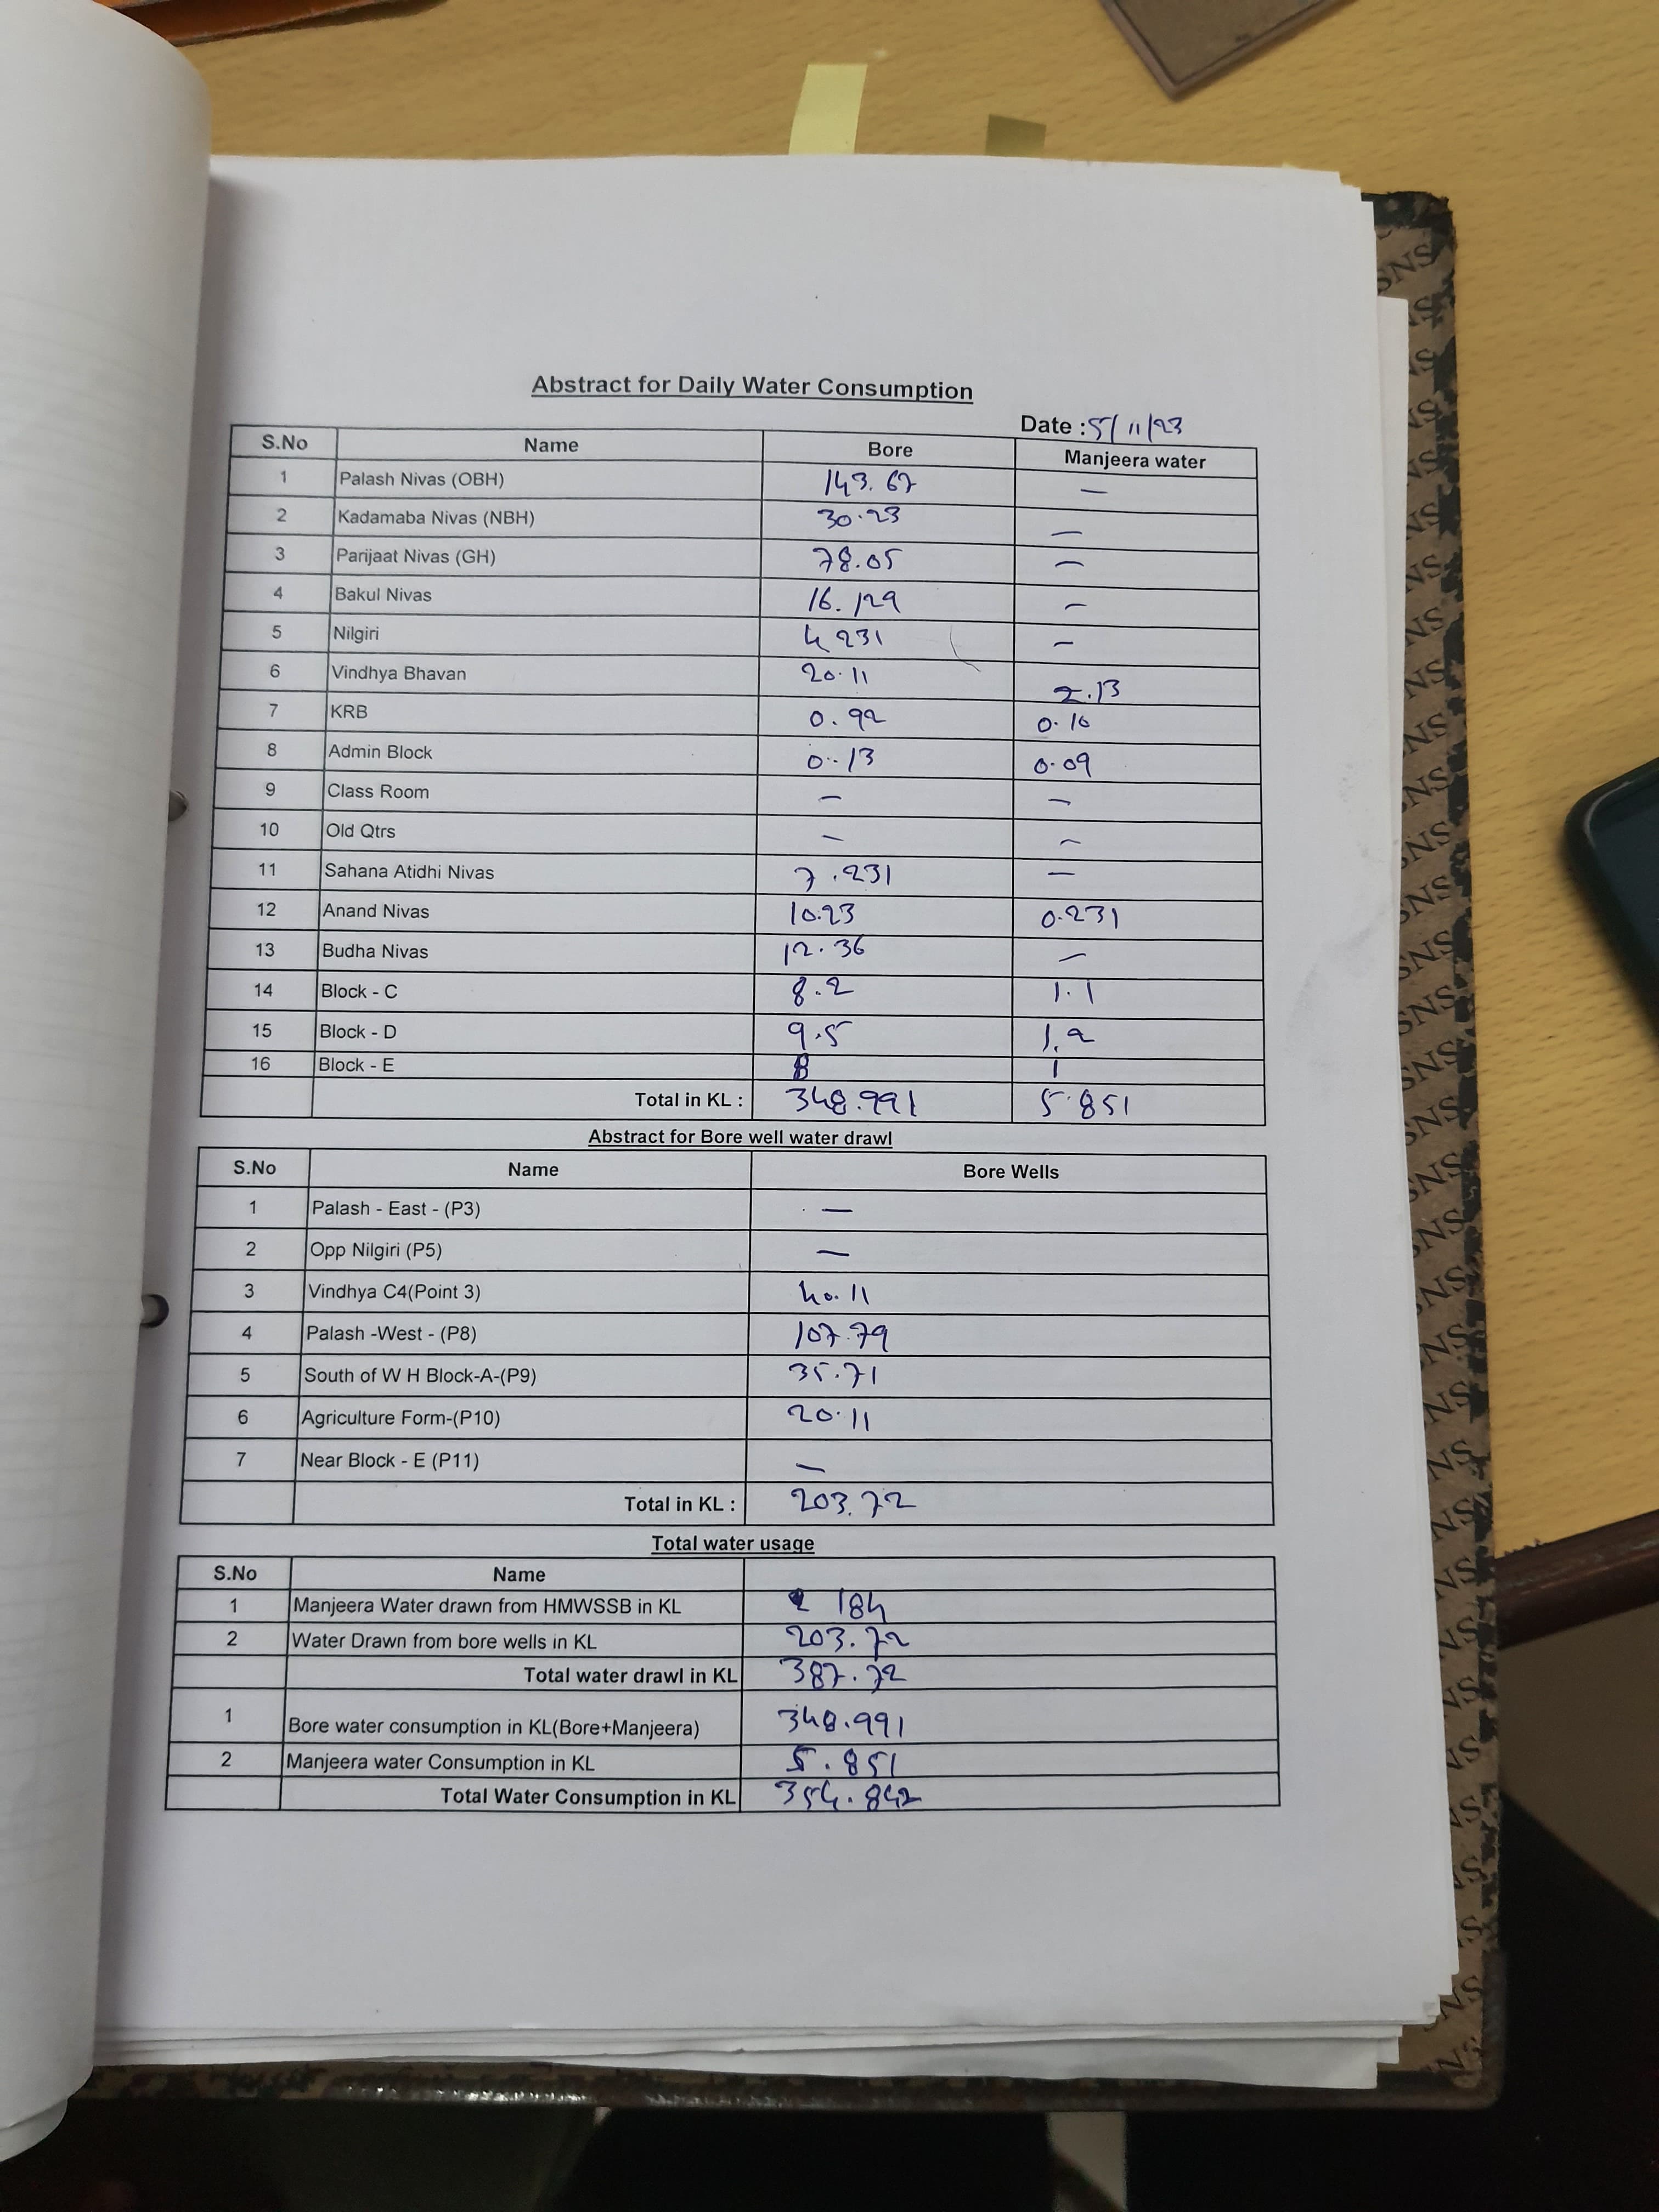 Abstract for Daily Water Consumption
Date : 5/11/23
S.No Name Bore Manjeera water
1 Palash Nivas (OBH) 143.67 —
2 Kadamaba Nivas (NBH) 30.23 —
3 Parijaat Nivas (GH) 78.05 —
4 Bakul Nivas 16.129 —
5 Nilgiri 4.231 —
6 Vindhya Bhavan 20.11 2.13
7 KRB 0.92 0.10
8 Admin Block 0.13 0.09
9 Class Room — —
10 Old Qtrs — —
11 Sahana Atidhi Nivas 7.231 —
12 Anand Nivas 10.23 0.231
13 Budha Nivas 12.36 —
14 Block - C 8.2 1.1
15 Block - D 9.5 1.2
16 Block - E 8 1
Total in KL : 348.991 5.851
Abstract for Bore well water drawl
S.No Name Bore Wells
1 Palash - East - (P3) —
2 Opp Nilgiri (P5) —
3 Vindhya C4(Point 3) 40.11
4 Palash -West - (P8) 107.79
5 South of W H Block-A-(P9) 35.71
6 Agriculture Form-(P10) 20.11
7 Near Block - E (P11) —
Total in KL : 203.72
Total water usage
S.No Name
1 Manjeera Water drawn from HMWSSB in KL 184
2 Water Drawn from bore wells in KL 203.72
Total water drawl in KL 387.72
1 Bore water consumption in KL(Bore+Manjeera) 348.991
2 Manjeera water Consumption in KL 5.851
Total Water Consumption in KL 354.842